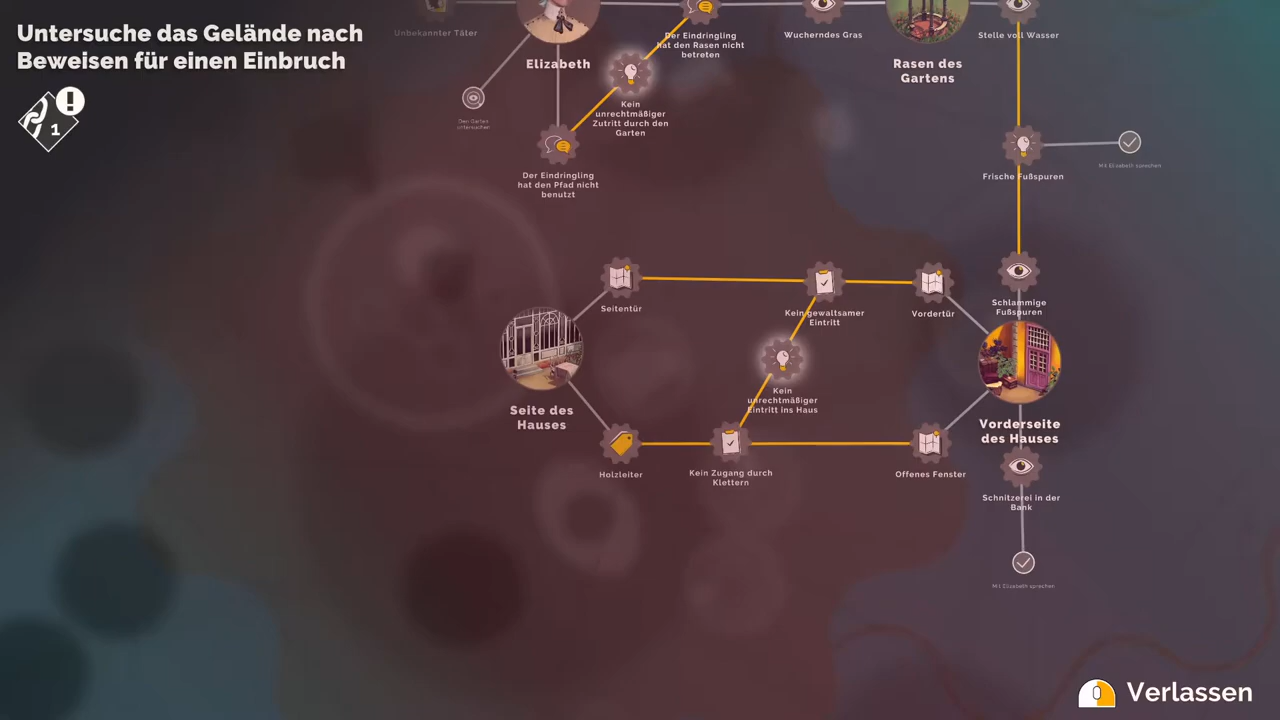 Untersuche das Gelände nach
Beweisen für einen Einbruch
1
Unbekannter Täter
Elizabeth
Der Eindringling
hat den Rasen nicht
betreten
Wucherndes Gras
Rasen des
Gartens
Stelle voll Wasser
Den Garten
untersuchen
Kein
unrechtmäßiger
Zutritt durch den
Garten
Der Eindringling
hat den Pfad nicht
benutzt
Frische Fußspuren
Mit Elizabeth sprechen
Seitentür
Kein gewaltsamer
Eintritt
Vordertür
Schlammige
Fußspuren
Kein
unrechtmäßiger
Eintritt ins Haus
Seite des
Hauses
Vorderseite
des Hauses
Holzleiter
Kein Zugang durch
Klettern
Offenes Fenster
Schnitzerei in der
Bank
Mit Elizabeth sprechen
Verlassen